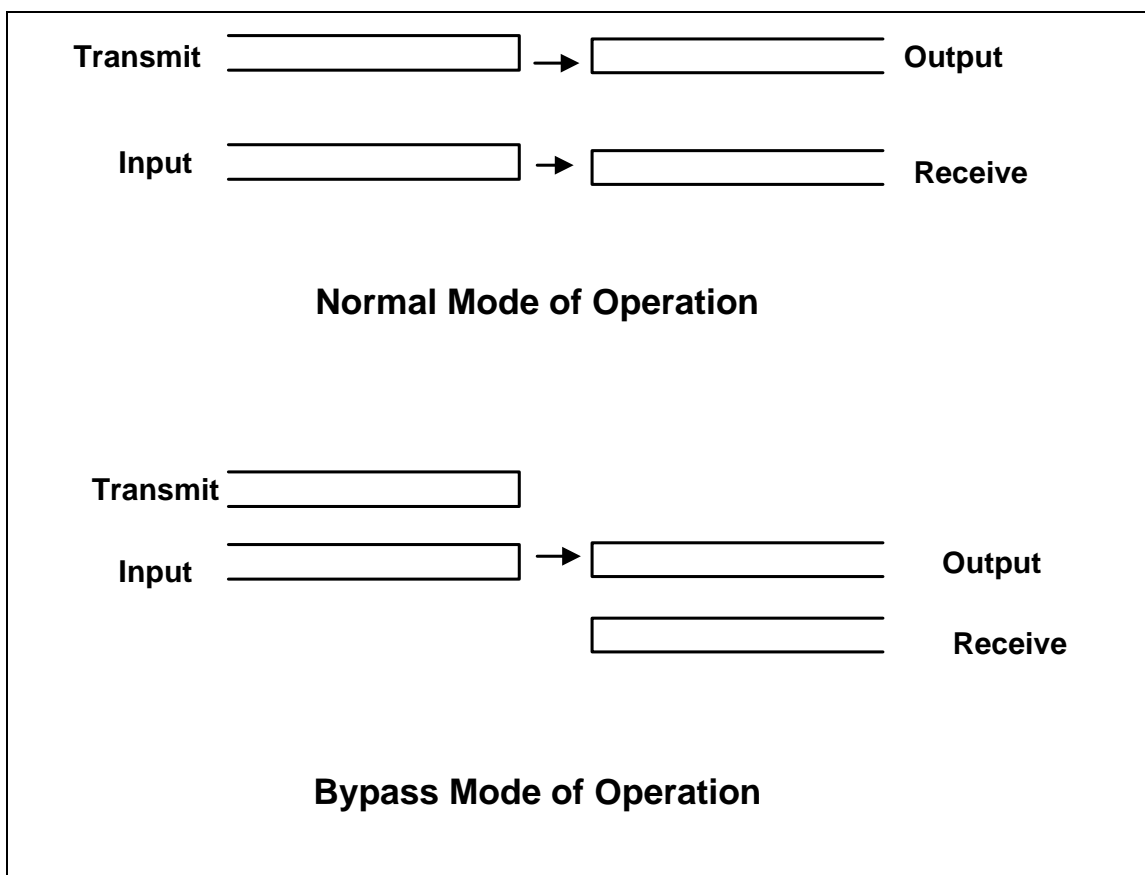 Transmit
Output
Input
Receive
Normal Mode of Operation
Transmit
Input
Output
Receive
Bypass Mode of Operation